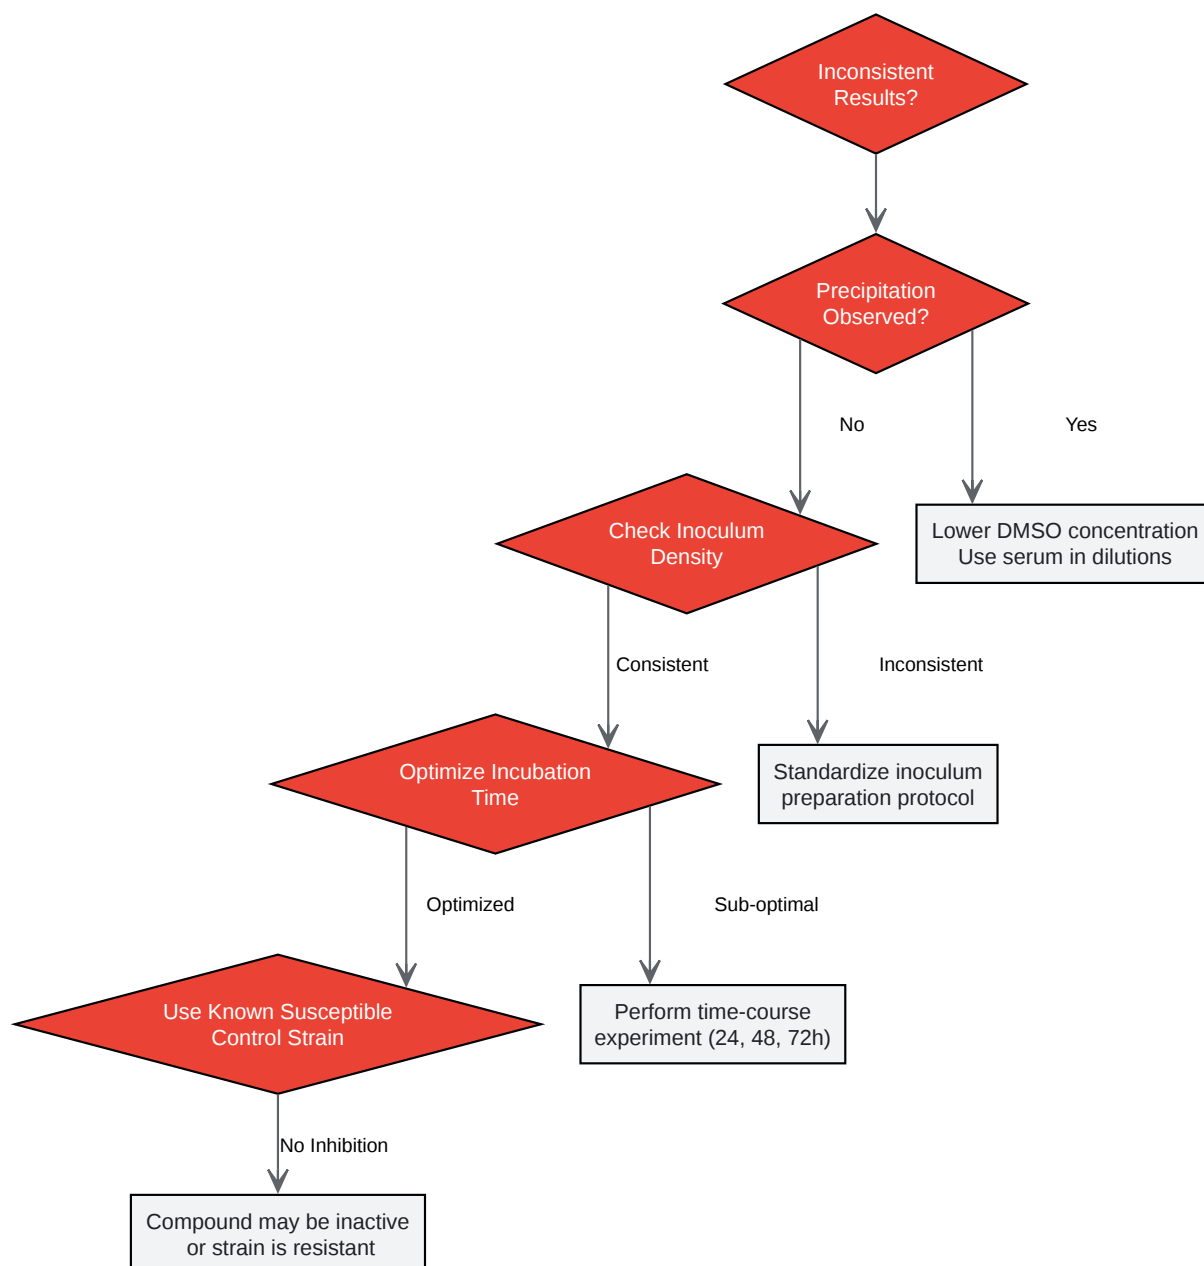 Inconsistent
Results?
Precipitation
Observed?
No
Yes
Check Inoculum
Density
Lower DMSO concentration
Use serum in dilutions
Consistent
Inconsistent
Optimize Incubation
Time
Standardize inoculum
preparation protocol
Optimized
Sub-optimal
Use Known Susceptible
Control Strain
Perform time-course
experiment (24, 48, 72h)
No Inhibition
Compound may be inactive
or strain is resistant